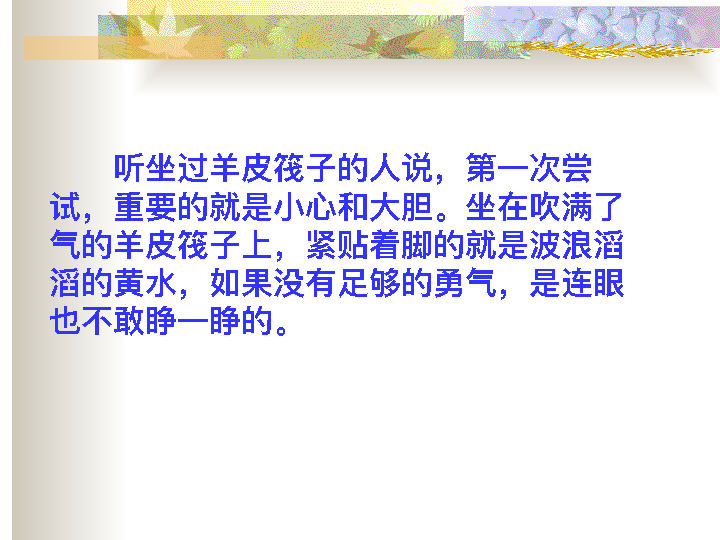 听坐过羊皮筏子的人说，第一次尝
试，重要的就是小心和大胆。坐在吹满了
气的羊皮筏子上，紧贴着脚的就是波浪滔
滔的黄水，如果没有足够的勇气，是连眼
也不敢睁一睁的。